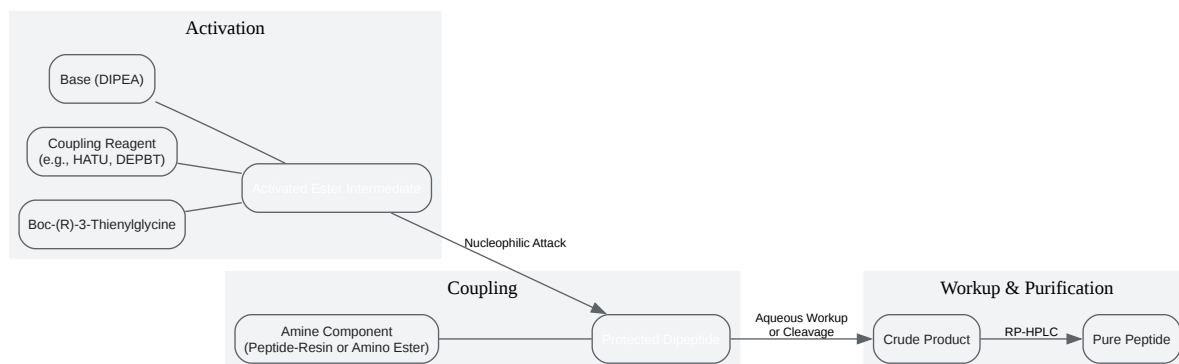 Activation
Base (DIPEA)
Coupling Reagent
(e.g., HATU, DEPBT)
Activated Ester Intermediate
Boc-(R)-3-Thienylglycine
Nucleophilic Attack
Coupling
Amine Component
(Peptide-Resin or Amino Ester)
Protected Dipeptide
Aqueous Workup
or Cleavage
Workup & Purification
Crude Product
RP-HPLC
Pure Peptide